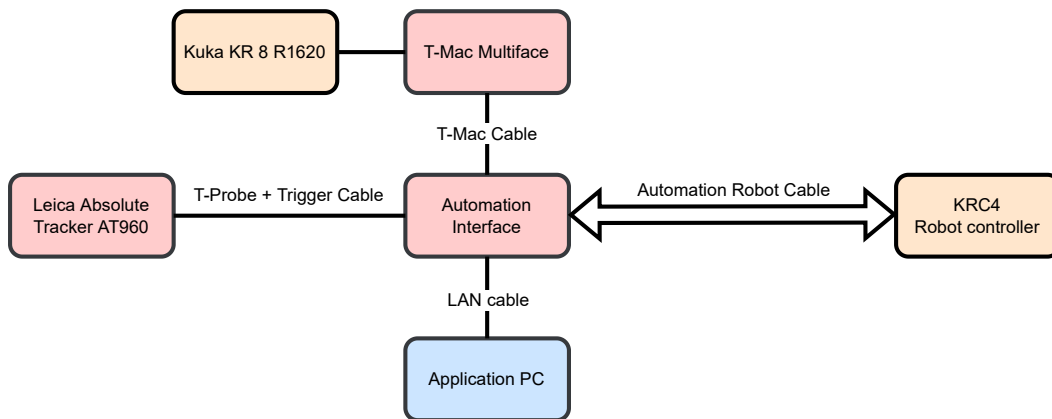 Kuka KR 8 R1620
T-Mac Multiface
T-Mac Cable
Leica Absolute
Tracker AT960
T-Probe + Trigger Cable
Automation
Interface
Automation Robot Cable
KRC4
Robot controller
LAN cable
Application PC